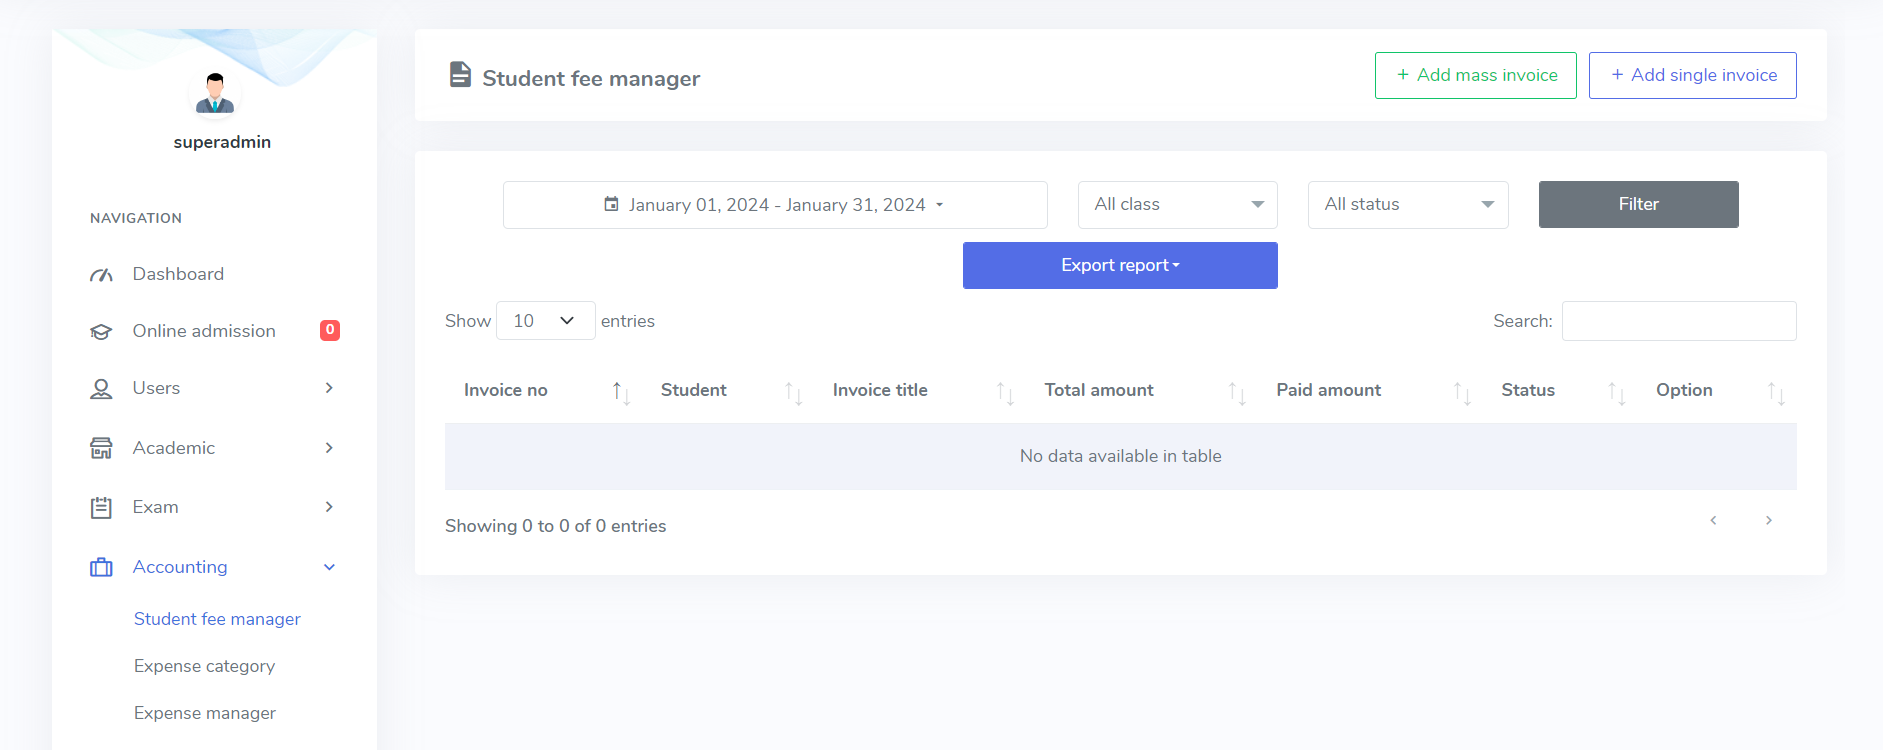 superadmin
NAVIGATION
Dashboard
Online admission 0
Users
Academic
Exam
Accounting
Student fee manager
Expense category
Expense manager
Student fee manager
+ Add mass invoice
+ Add single invoice
January 01, 2024 - January 31, 2024
All class
All status
Filter
Export report
Show 10 entries
Search:
Invoice no Student Invoice title Total amount Paid amount Status Option
No data available in table
Showing 0 to 0 of 0 entries